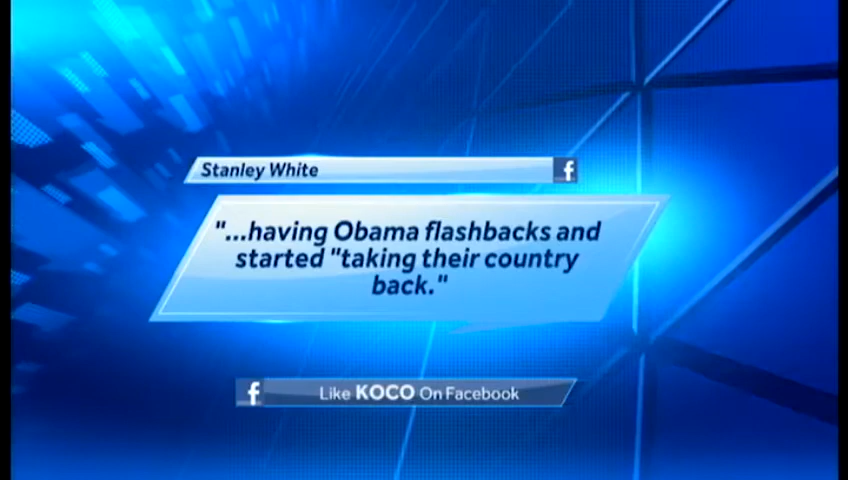 Stanley White
f
"...having Obama flashbacks and
started "taking their country
back."
f
Like KOCO On Facebook